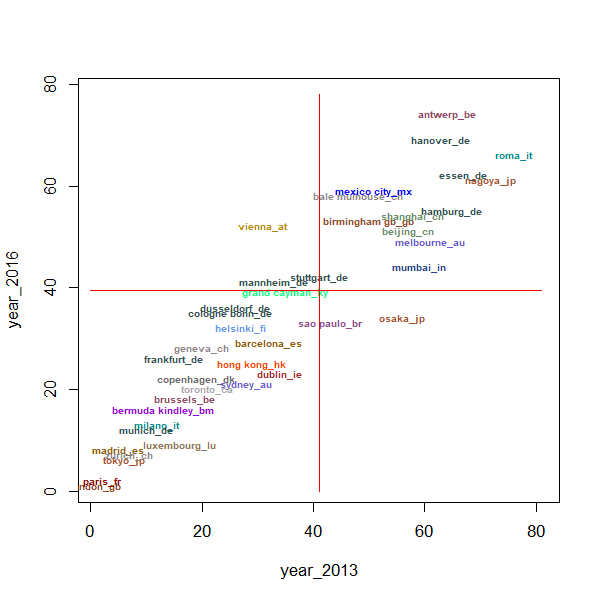 80
60
40
20
0
year_2016
antwerp_be
hanover_de
roma_it
essen_de
nagoya_jp
mexico city_mx
bale mulhouse_ch
hamburg_de
shanghai_cn
birmingham gb_gb
vienna_at
beijing_cn
melbourne_au
mumbai_in
stuttgart_de
mannheim_de
grand cayman_ky
dusseldorf_de
cologne bonn_de
osaka_jp
sao paulo_br
helsinki_fi
barcelona_es
geneva_ch
frankfurt_de
hong kong_hk
dublin_ie
copenhagen_dk
sydney_au
toronto_ca
brussels_be
bermuda kindley_bm
milano_it
munich_de
luxembourg_lu
madrid_es
zurich_ch
tokyo_jp
paris_fr
ndon_gb
0 20 40 60 80
year_2013